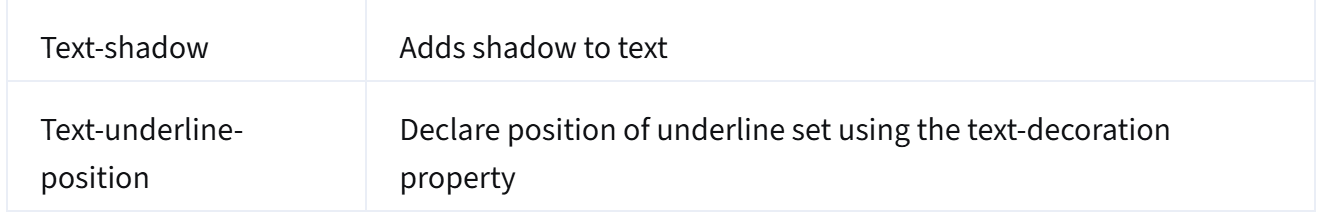 Text-shadow
Adds shadow to text
Text-underline-
position
Declare position of underline set using the text-decoration
property